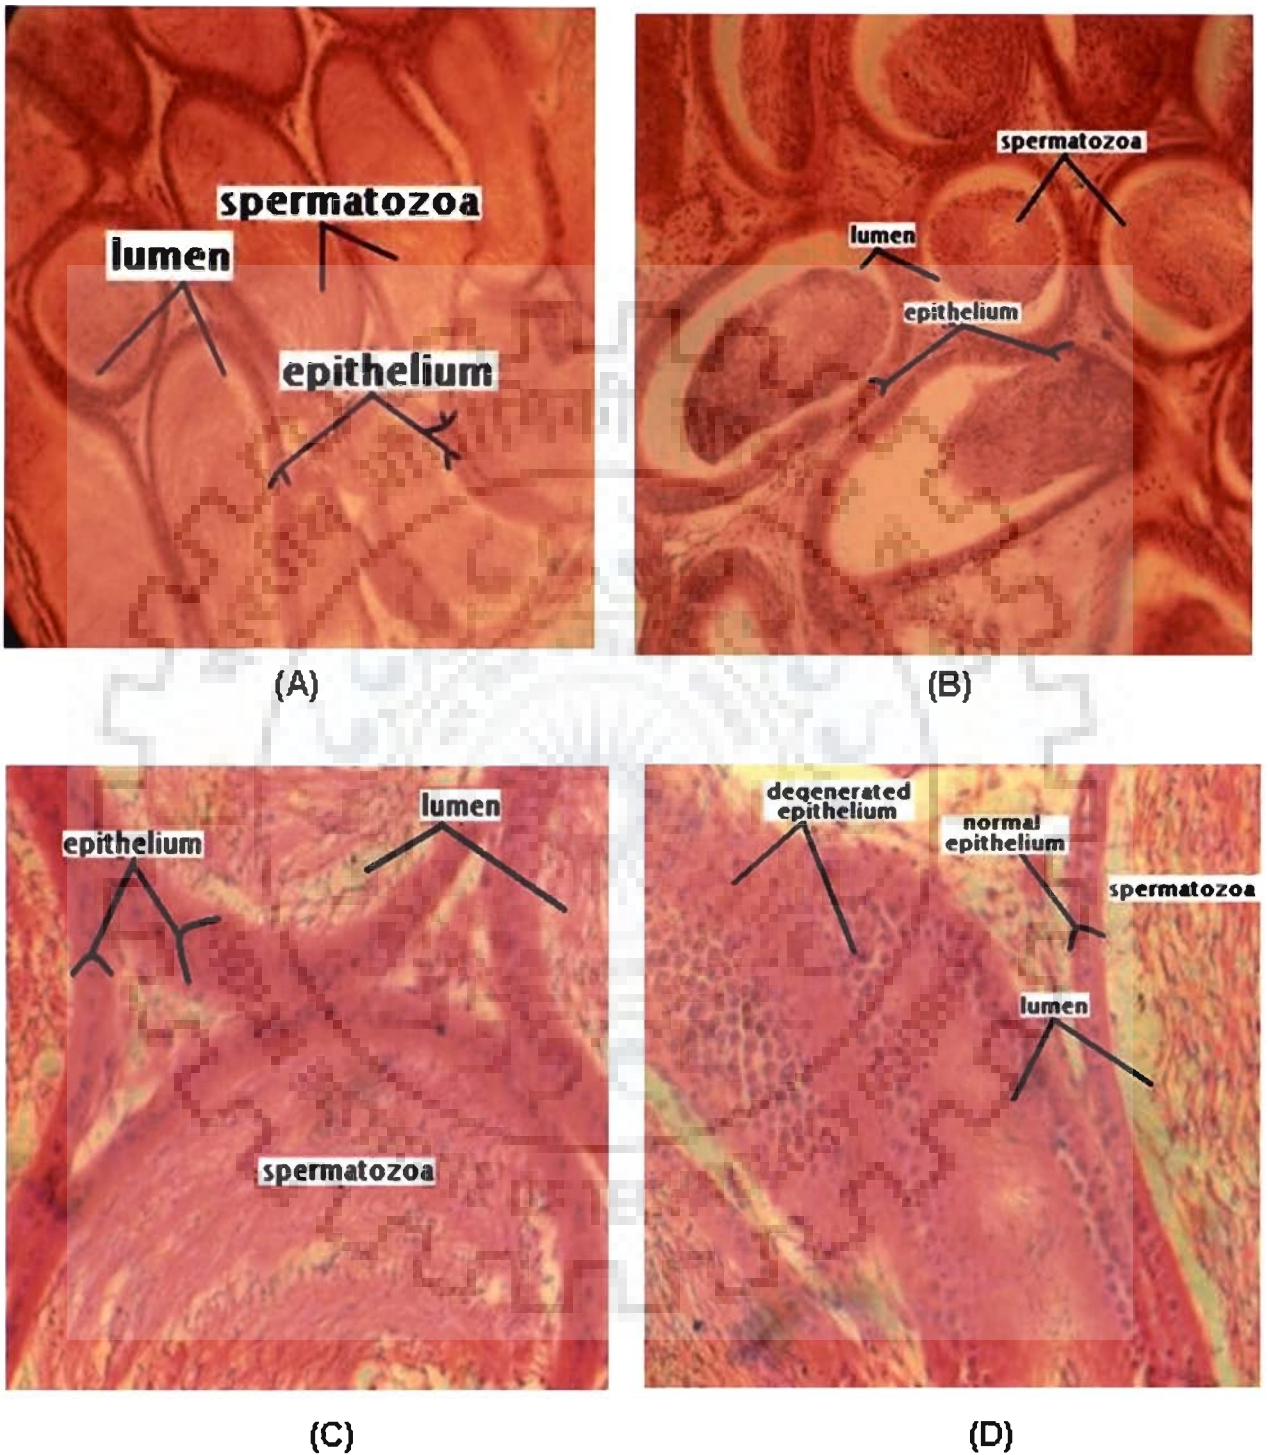 spermatozoa
lumen
epithelium
(A)
spermatozoa
lumen
epithelium
(B)
lumen
epithelium
spermatozoa
(C)
degenerated
epithelium
normal
epithelium
spermatozoa
lumen
(D)